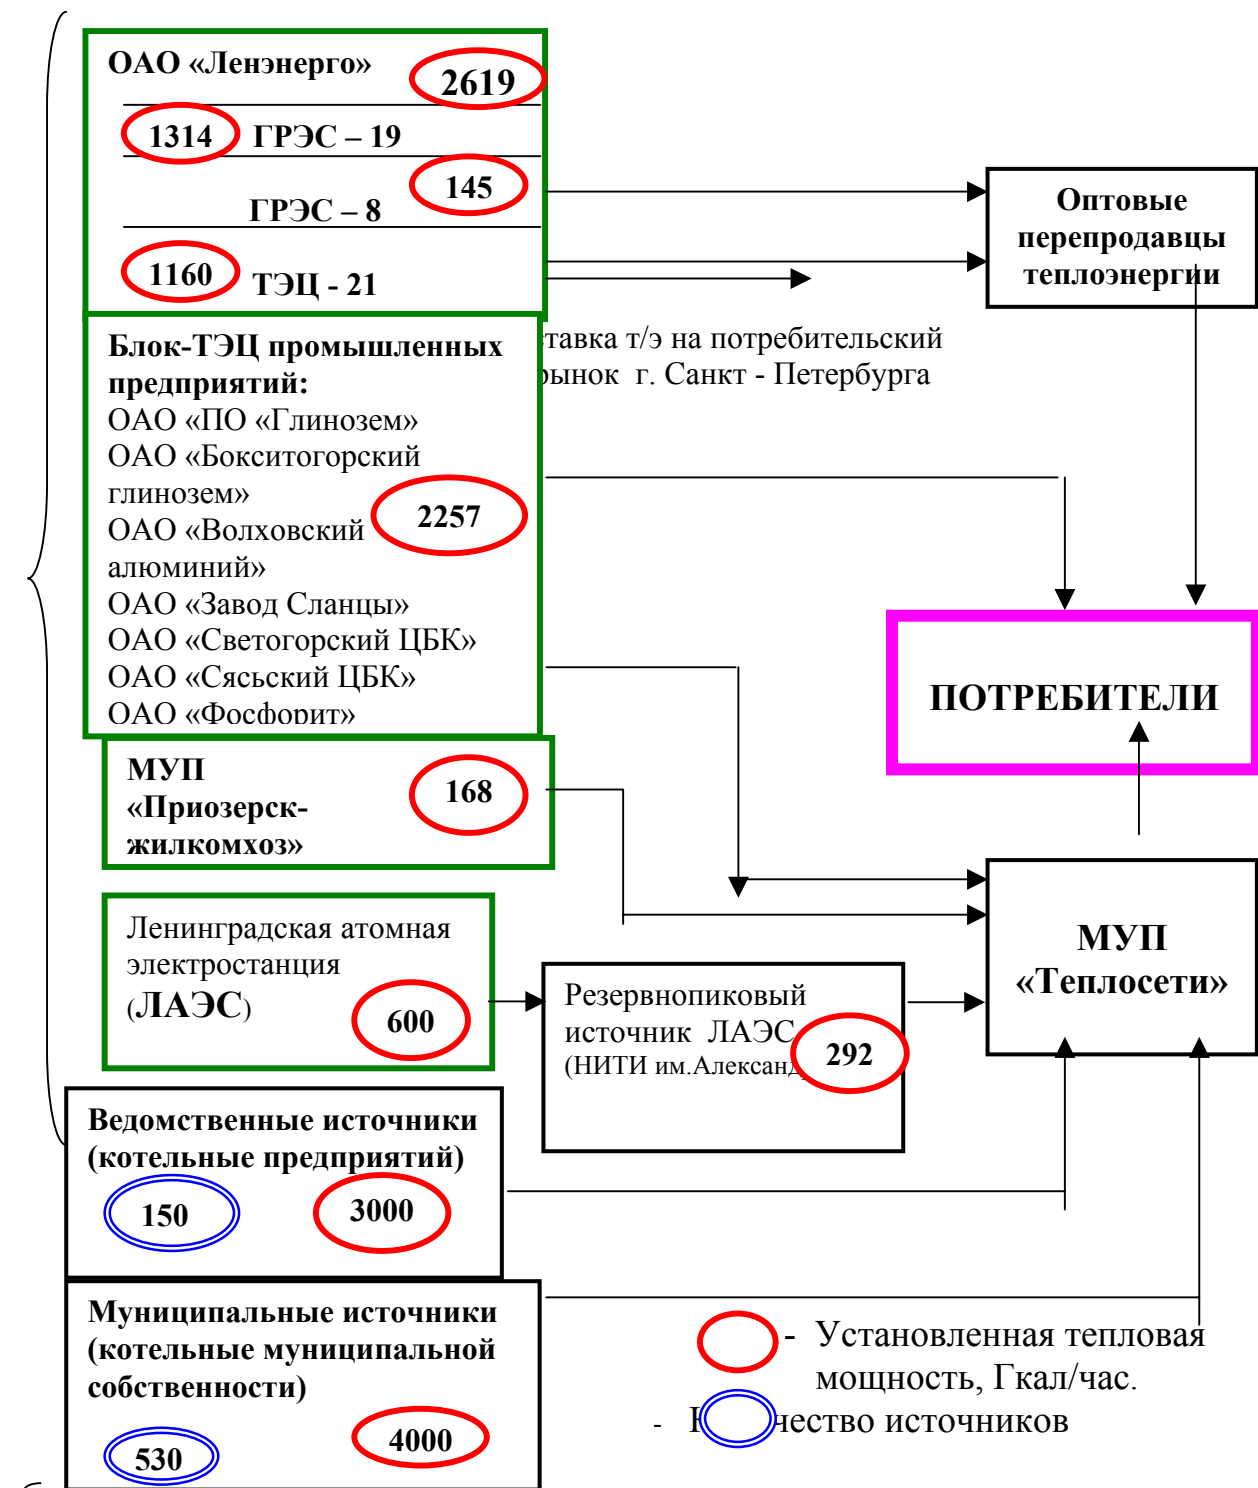 ОАО «Ленэнерго»
2619
1314 ГРЭС – 19
145
ГРЭС – 8
1160 ТЭЦ - 21
Оптовые
перепродавцы
теплоэнергии
тавка т/э на потребительский
рынок г. Санкт - Петербурга
Блок-ТЭЦ промышленных
предприятий:
ОАО «ПО «Глинозем»
ОАО «Бокситогорский
глинозем»
2257
ОАО «Волховский
алюминий»
ОАО «Завод Сланцы»
ОАО «Светогорский ЦБК»
ОАО «Сясьский ЦБК»
ОАО «Фосфорит»
ПОТРЕБИТЕЛИ
МУП
«Приозерск-
жилкомхоз»
168
МУП
«Теплосети»
Ленинградская атомная
электростанция
(ЛАЭС)
600
Резервнопиковый
источник ЛАЭС
(НИТИ им.Александ
292
Ведомственные источники
(котельные предприятий)
150 3000
Муниципальные источники
(котельные муниципальной
собственности)
530 4000
- Установленная тепловая
мощность, Гкал/час.
- К чество источников